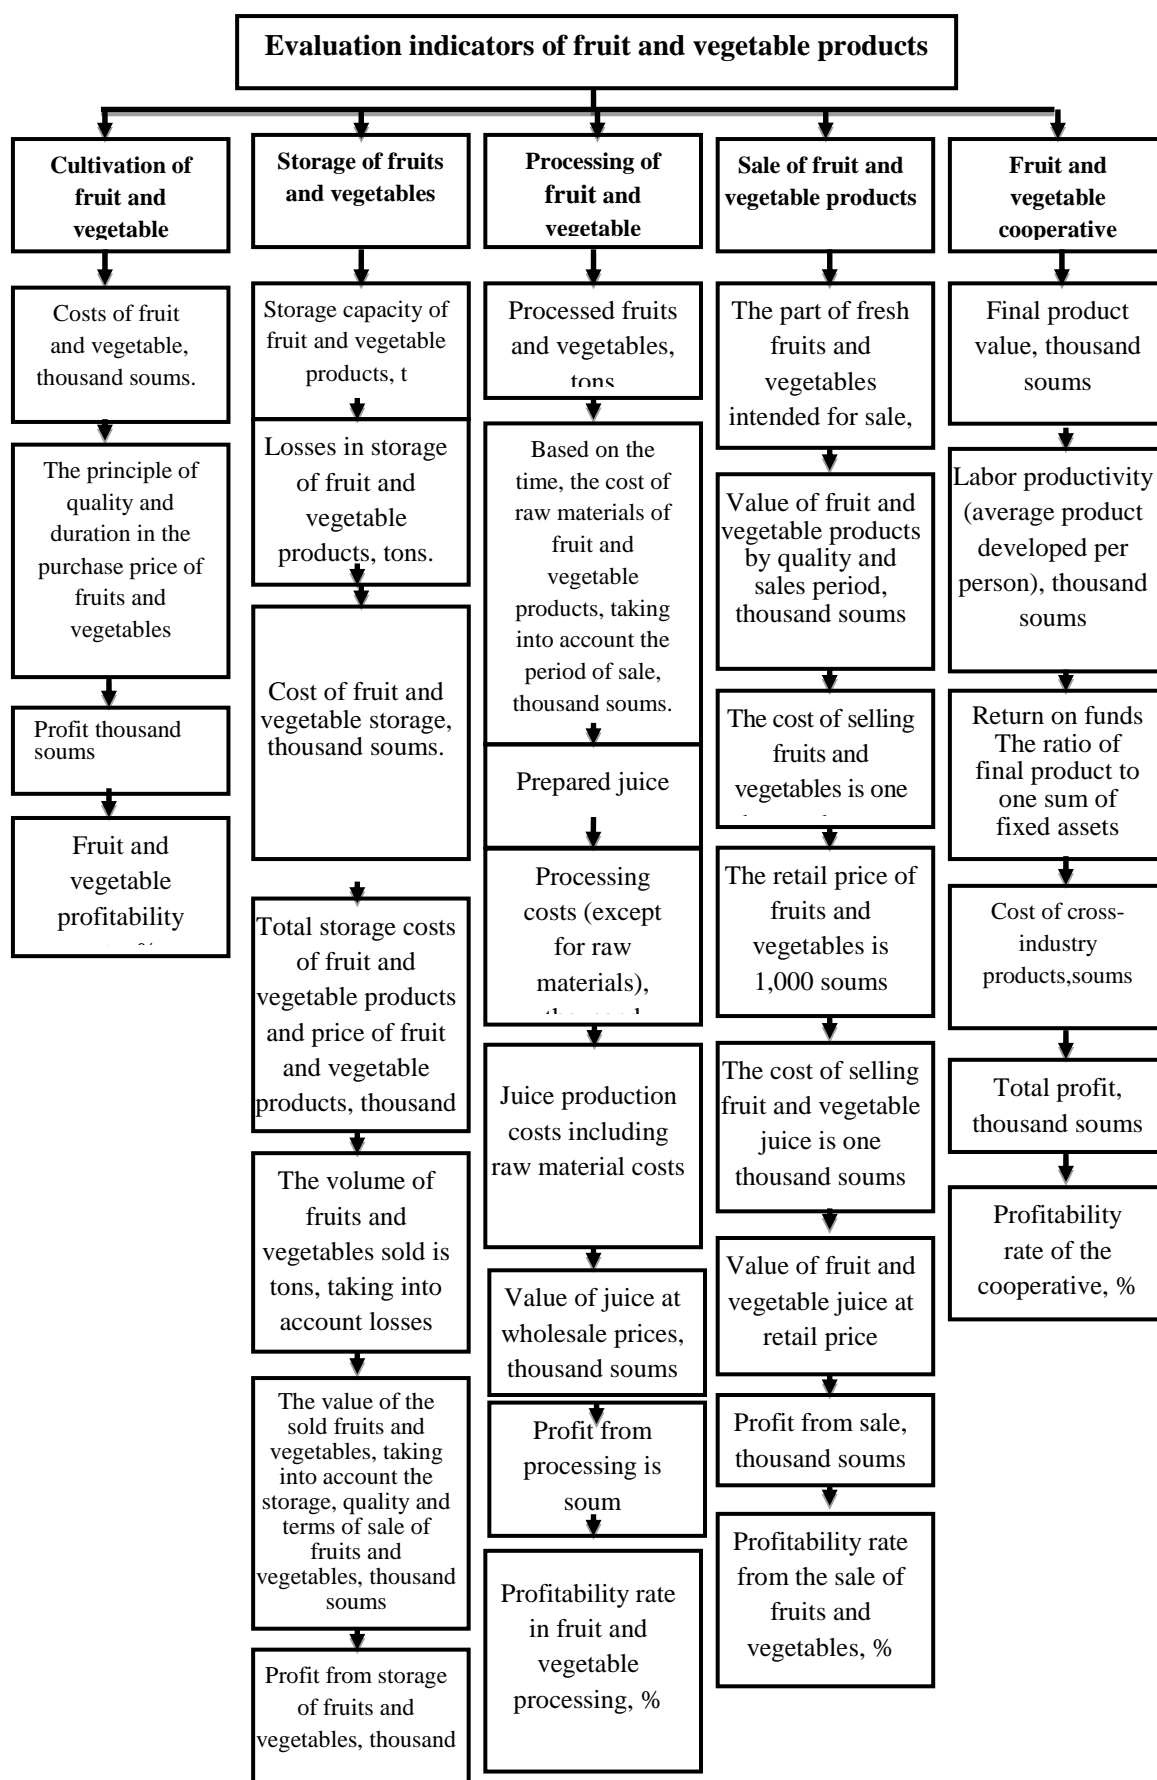 Evaluation indicators of fruit and vegetable products
Cultivation of
fruit and
vegetable
Costs of fruit
and vegetable,
thousand soums.
The principle of
quality and
duration in the
purchase price of
fruits and
vegetables
Profit thousand
soums
Fruit and
vegetable
profitability
%
Storage of fruits
and vegetables
Storage capacity of
fruit and vegetable
products, t
Losses in storage
of fruit and
vegetable
products, tons.
Cost of fruit and
vegetable storage,
thousand soums.
Total storage costs
of fruit and
vegetable products
and price of fruit
and vegetable
products, thousand
The volume of
fruits and
vegetables sold is
tons, taking into
account losses
The value of the
sold fruits and
vegetables, taking
into account the
storage, quality and
terms of sale of
fruits and
vegetables, thousand
soums
Profit from storage
of fruits and
vegetables, thousand
Processing of
fruit and
vegetable
Processed fruits
and vegetables,
tons
Based on the
time, the cost of
raw materials of
fruit and
vegetable
products, taking
into account the
period of sale,
thousand soums.
Prepared juice
Processing
costs (except
for raw
materials),
thousand
Juice production
costs including
raw material costs
Value of juice at
wholesale prices,
thousand soums
Profit from
processing is
soum
Profitability rate
in fruit and
vegetable
processing, %
Sale of fruit and
vegetable products
The part of fresh
fruits and
vegetables
intended for sale,
Value of fruit and
vegetable products
by quality and
sales period,
thousand soums
The cost of selling
fruits and
vegetables is one
The retail price of
fruits and
vegetables is
1,000 soums
The cost of selling
fruit and vegetable
juice is one
thousand soums
Value of fruit and
vegetable juice at
retail price
Profit from sale,
thousand soums
Profitability rate
from the sale of
fruits and
vegetables, %
Fruit and
vegetable
cooperative
Final product
value, thousand
soums
Labor productivity
(average product
developed per
person), thousand
soums
Return on funds
The ratio of
final product to
one sum of
fixed assets
Cost of cross-
industry
products,soums
Total profit,
thousand soums
Profitability
rate of the
cooperative, %